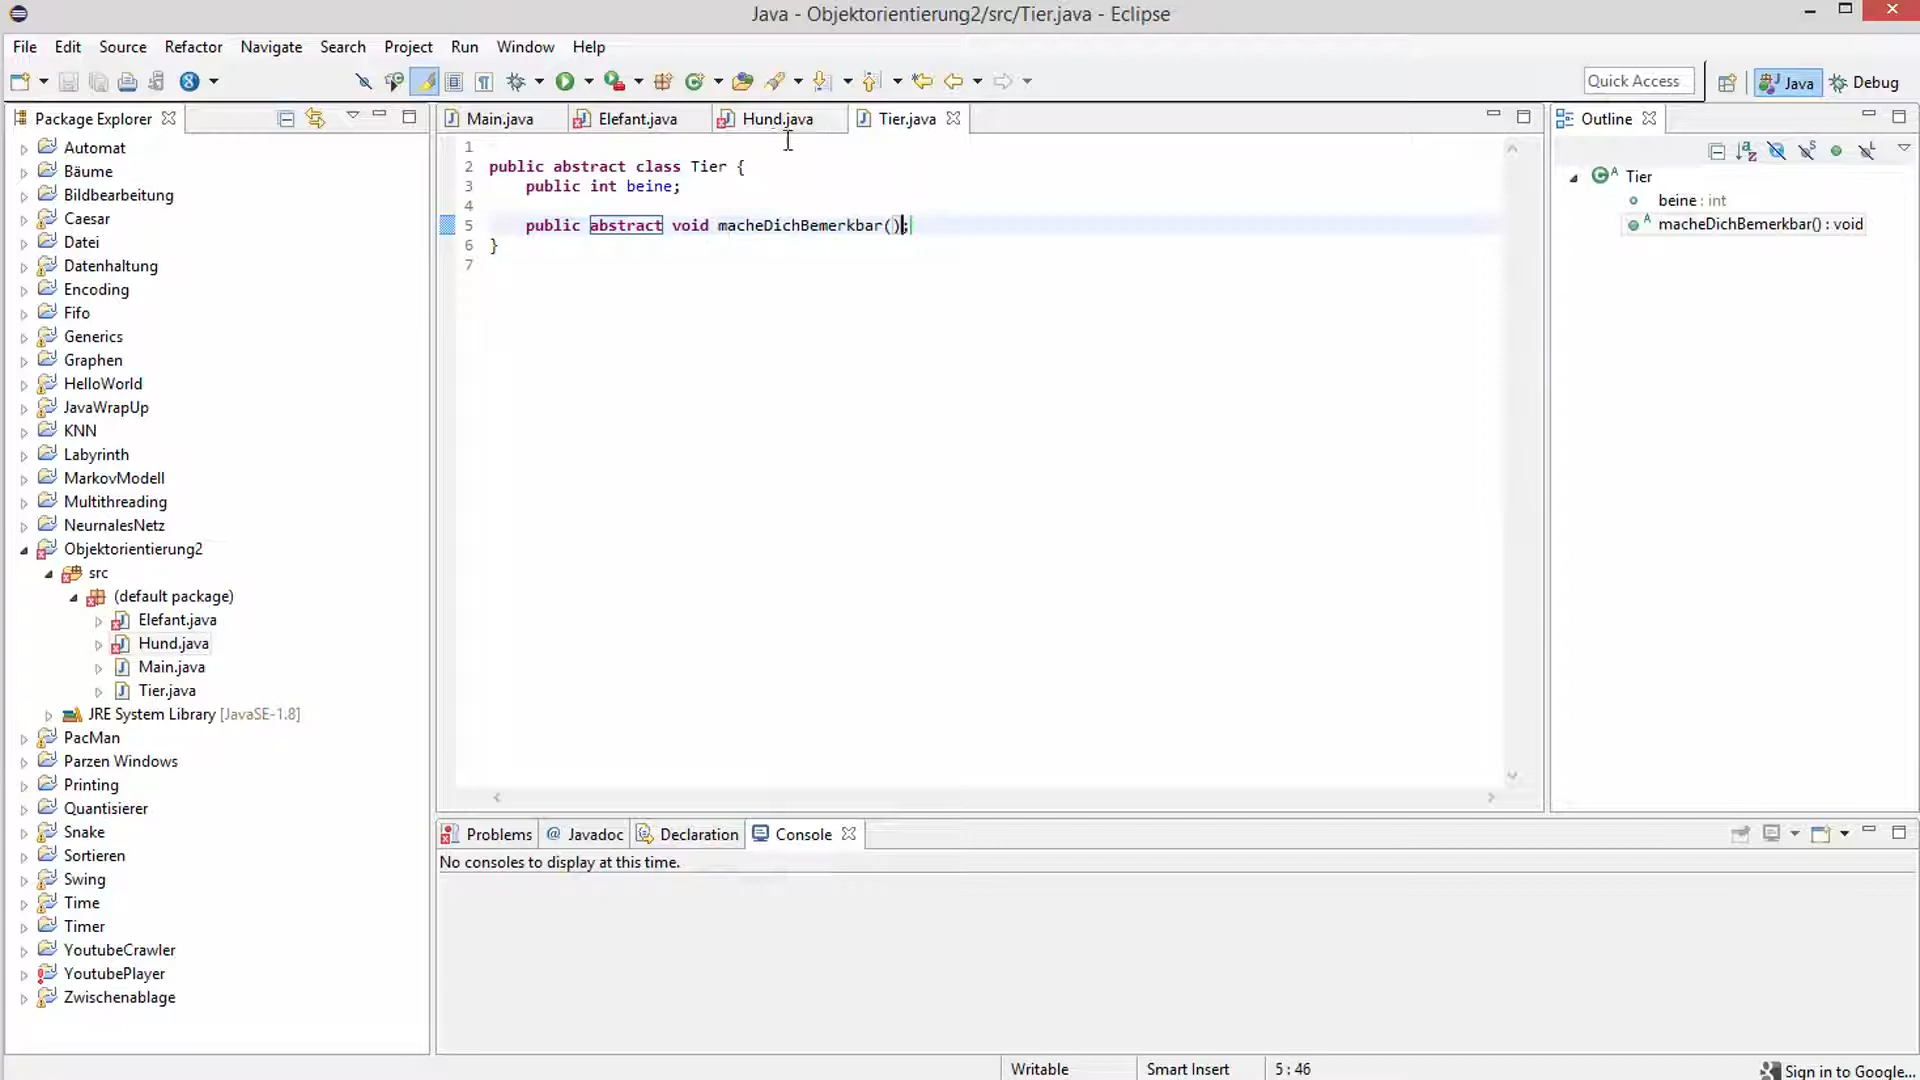 Java - Objektorientierung2/src/Tier.java - Eclipse
File Edit Source Refactor Navigate Search Project Run Window Help
Quick Access
Java
Debug
Package Explorer
Automat
Bäume
Bildbearbeitung
Caesar
Datei
Datenhaltung
Encoding
Fifo
Generics
Graphen
HelloWorld
JavaWrapUp
KNN
Labyrinth
MarkovModell
Multithreading
NeurnalesNetz
Objektorientierung2
src
(default package)
Elefant.java
Hund.java
Main.java
Tier.java
JRE System Library [JavaSE-1.8]
PacMan
Parzen Windows
Printing
Quantisierer
Snake
Sortieren
Swing
Time
Timer
YoutubeCrawler
YoutubePlayer
Zwischenablage
Main.java Elefant.java Hund.java Tier.java
1
2 public abstract class Tier {
3 public int beine;
4
5 public abstract void macheDichBemerkbar();
6 }
7
Outline
Tier
beine : int
macheDichBemerkbar() : void
Problems Javadoc Declaration Console
No consoles to display at this time.
Writable Smart Insert 5 : 46 Sign in to Google...